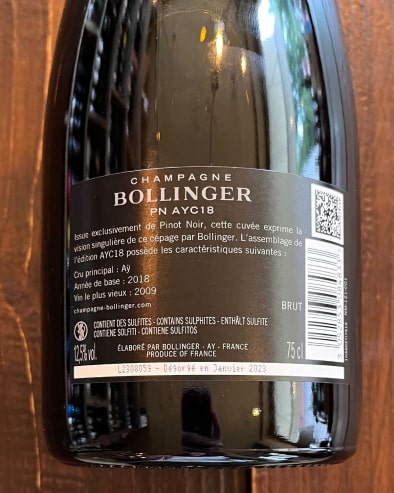 CHAMPAGNE
BOLLINGER
PN AYC18
Issue exclusivement de Pinot Noir, cette cuvée exprime la
vision singulière de ce cépage par Bollinger. L'assemblage de
l'édition AYC18 possède les caractéristiques suivantes :
Cru principal : Aÿ
Année de base : 2018
Vin le plus vieux : 2009
champagne-bollinger.com
BRUT
CONTIENT DES SULFITES - CONTAINS SULPHITES - ENTHÄLT SULFITE
CONTIENE SOLFITI - CONTIENE SULFITOS
12,5% vol.
ÉLABORÉ PAR BOLLINGER - AY - FRANCE
PRODUCE OF FRANCE
75 cl
L2308059 - Dégorgé en Janvier 2023